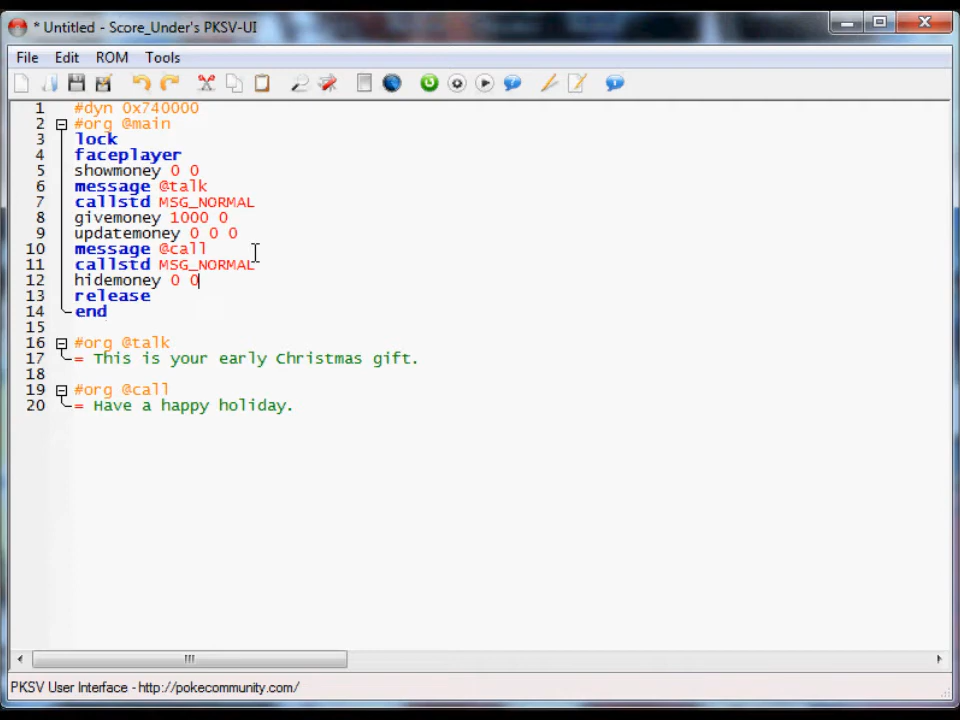 * Untitled - Score_Under's PKSV-UI
File Edit ROM Tools
1 #dyn 0x740000
2 #org @main
3 lock
4 faceplayer
5 showmoney 0 0
6 message @talk
7 callstd MSG_NORMAL
8 givemoney 1000 0
9 updatemoney 0 0 0
10 message @call
11 callstd MSG_NORMAL
12 hidemoney 0 0
13 release
14 end
15
16 #org @talk
17 = This is your early Christmas gift.
18
19 #org @call
20 = Have a happy holiday.
PKSV User Interface - http://pokecommunity.com/